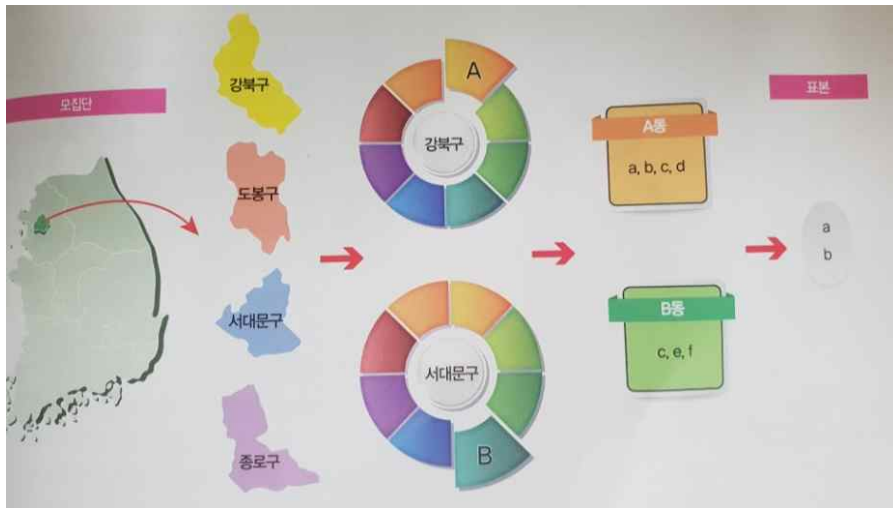 모집단
강북구
도봉구
서대문구
종로구
A
강북구
서대문구
B
A동
a, b, c, d
B동
c, e, f
표본
a
b